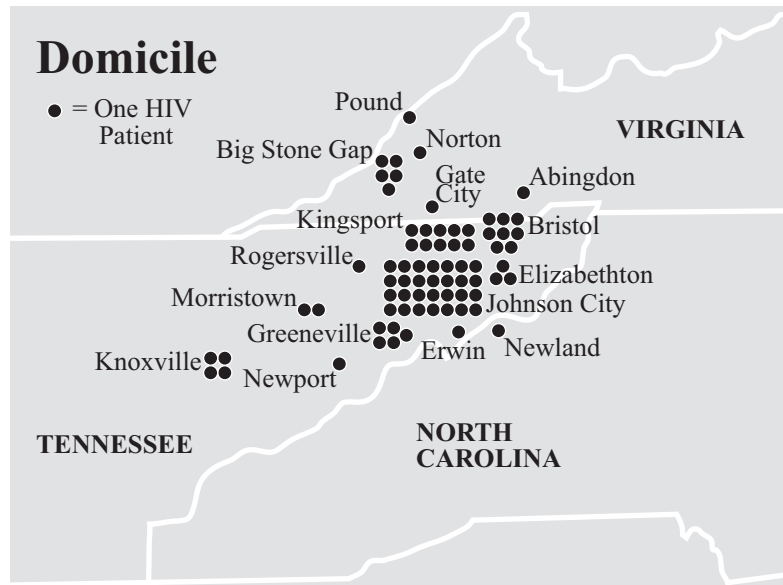 Domicile
= One HIV
Patient
Pound
Norton
VIRGINIA
Big Stone Gap
Gate
City
Abingdon
Kingsport
Bristol
Rogersville
Elizabethton
Morristown
Johnson City
Greeneville
Erwin
Newland
Knoxville
Newport
TENNESSEE
NORTH
CAROLINA